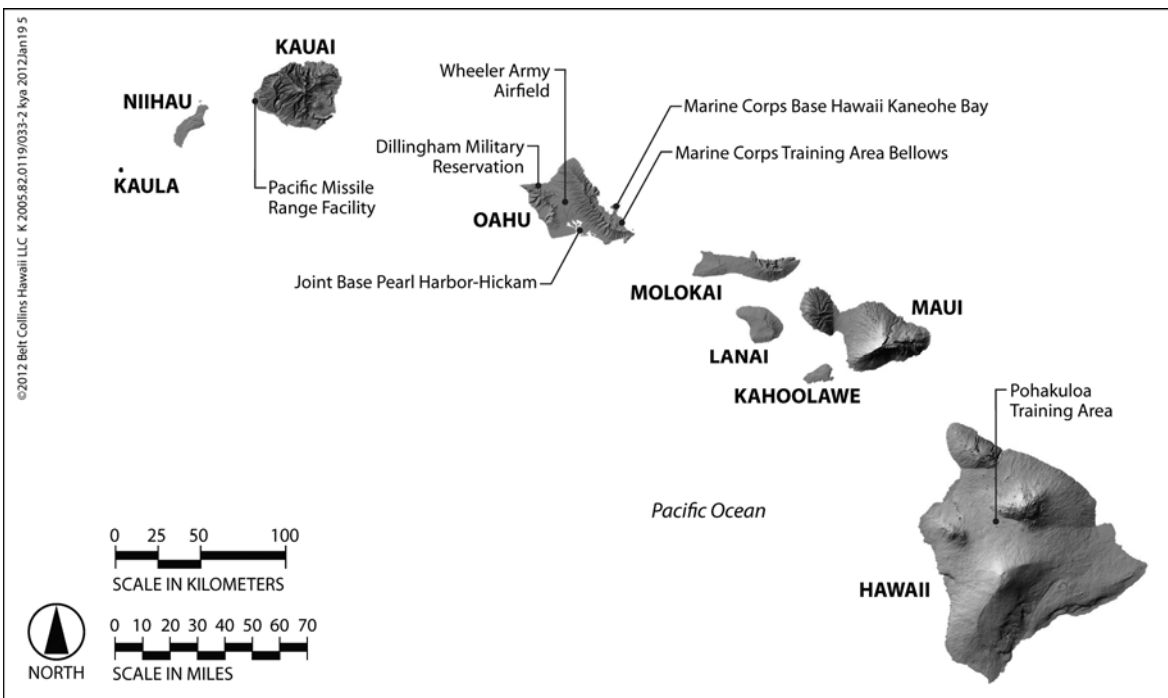 ©2012 Belt Collins Hawaii LLC K 2005.82.0119/033-2 kya 2012Jan19 5
KAUAI
NIIHAU
KAULA
Pacific Missile
Range Facility
Wheeler Army
Airfield
Dillingham Military
Reservation
OAHU
Joint Base Pearl Harbor-Hickam
Marine Corps Base Hawaii Kaneohe Bay
Marine Corps Training Area Bellows
MOLOKAI
LANAI
KAHOOLAWE
MAUI
Pohakuloa
Training Area
Pacific Ocean
HAWAII
0 25 50 100
SCALE IN KILOMETERS
0 10 20 30 40 50 60 70
SCALE IN MILES
NORTH